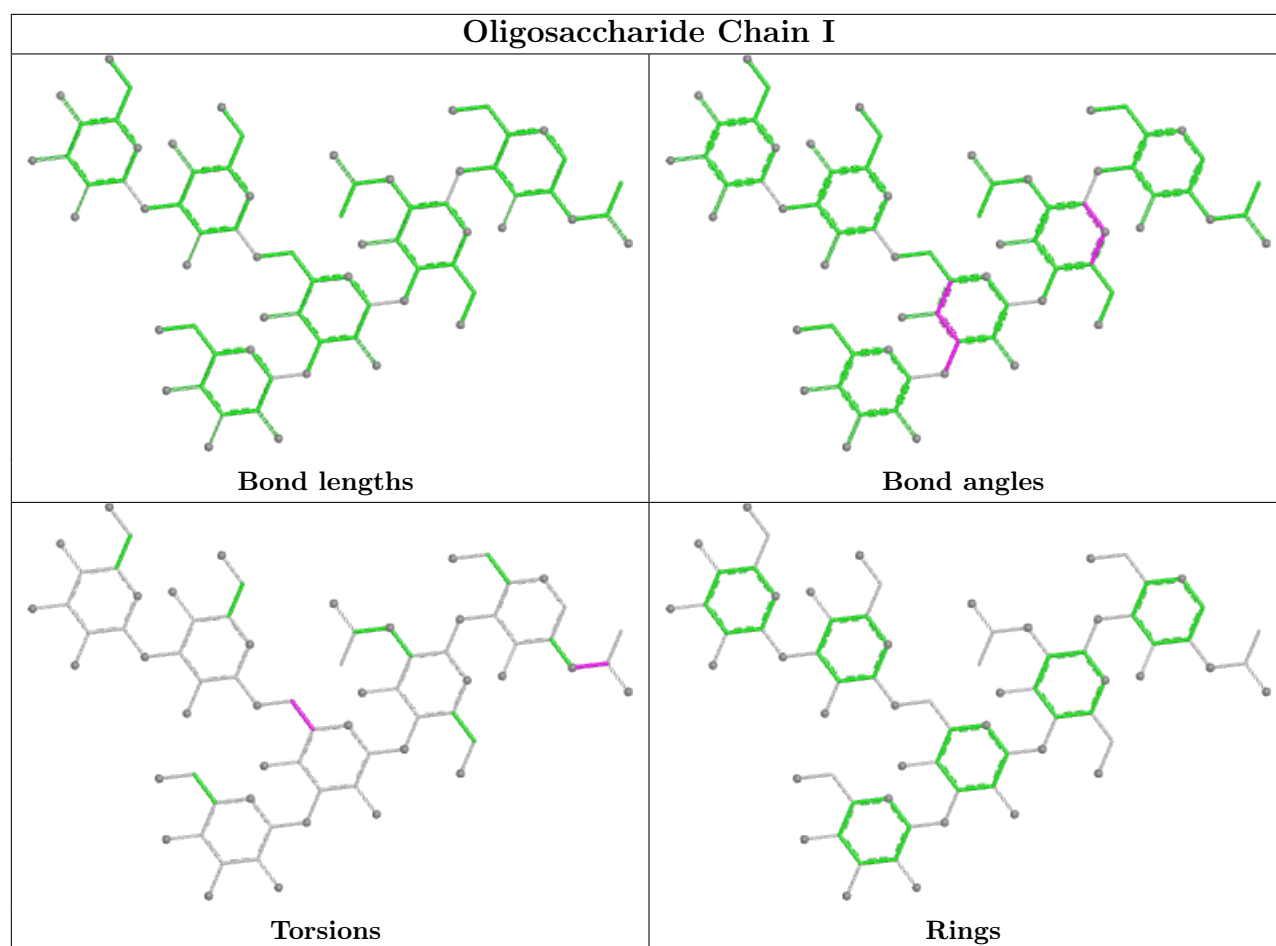 Oligosaccharide Chain I
Bond lengths
Bond angles
Torsions
Rings